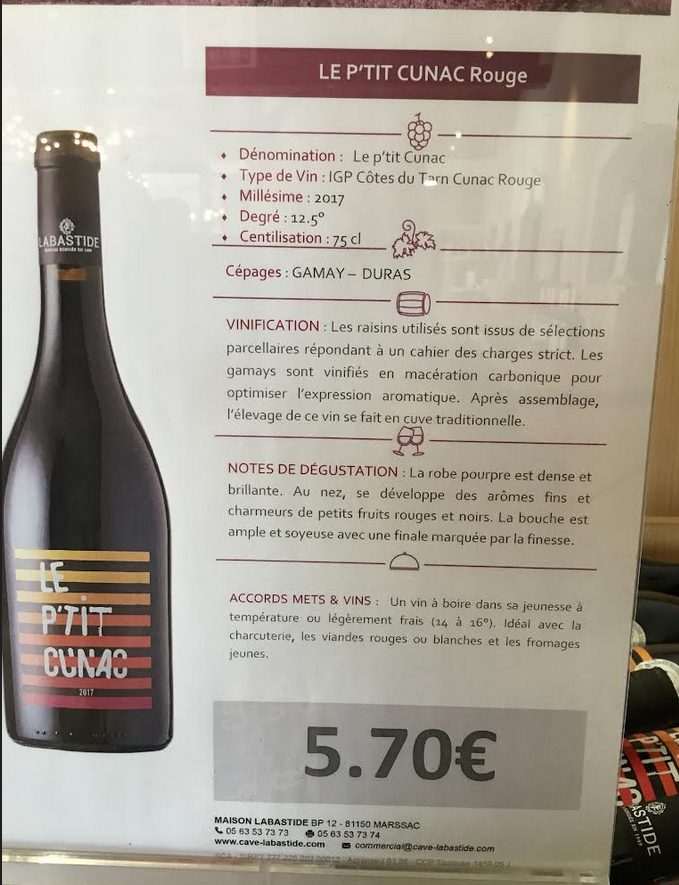 LE P'TIT CUNAC Rouge
Dénomination : Le p'tit Cunac
Type de Vin : IGP Côtes du Tarn Cunac Rouge
Millésime : 2017
Degré : 12.5°
Centilisation : 75 cl
Cépages : GAMAY – DURAS
VINIFICATION : Les raisins utilisés sont issus de sélections
parcellaires répondant à un cahier des charges strict. Les
gamays sont vinifiés en macération carbonique pour
optimiser l'expression aromatique. Après assemblage,
l'élevage de ce vin se fait en cuve traditionnelle.
NOTES DE DÉGUSTATION : La robe pourpre est dense et
brillante. Au nez, se développe des arômes fins et
charmeurs de petits fruits rouges et noirs. La bouche est
ample et soyeuse avec une finale marquée par la finesse.
ACCORDS METS & VINS : Un vin à boire dans sa jeunesse à
température ou légèrement frais (14 à 16°). Idéal avec la
charcuterie, les viandes rouges ou blanches et les fromages
jeunes.
5.70€
MAISON LABASTIDE BP 12 - 81150 MARSSAC
05 63 53 73 73 05 63 53 73 74
www.cave-labastide.com commercial@cave-labastide.com
LABASTIDE
LE
P'TIT
CUNAC
2017
P'TIT
ASTIDE